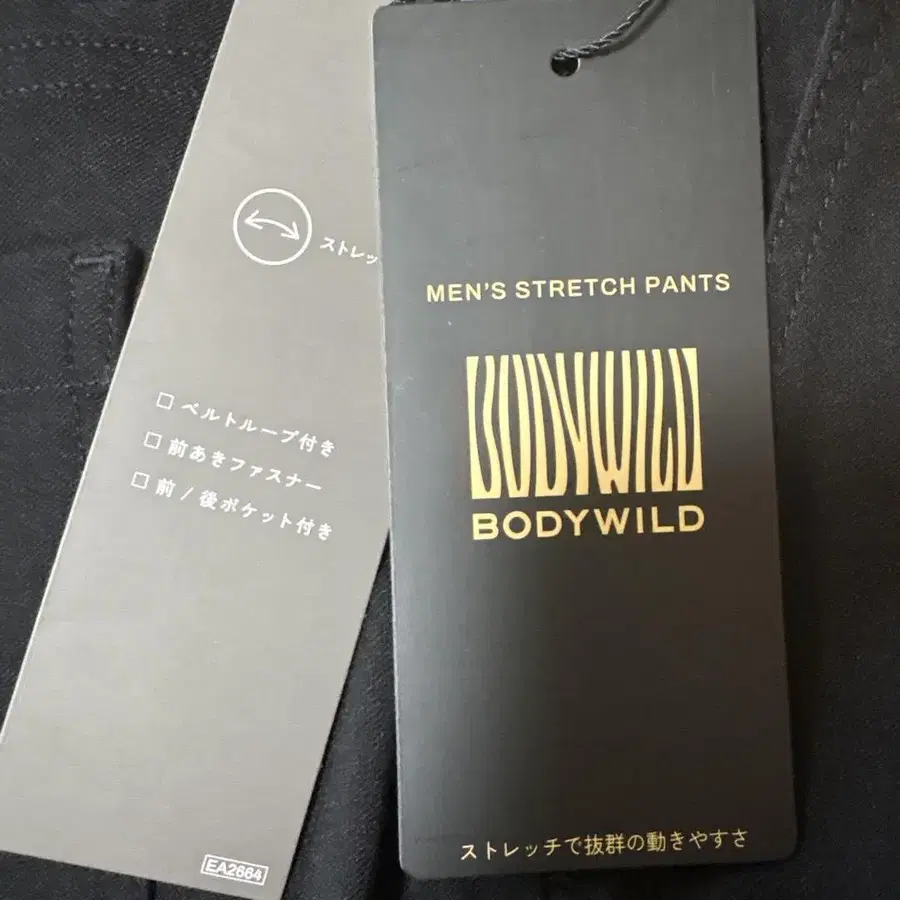 ストレッ
□ ベルトループ付き
□ 前あきファスナー
□ 前 / 後ポケット付き
EA2664
MEN'S STRETCH PANTS
BODYWILD
BODYWILD
ストレッチで抜群の動きやすさ